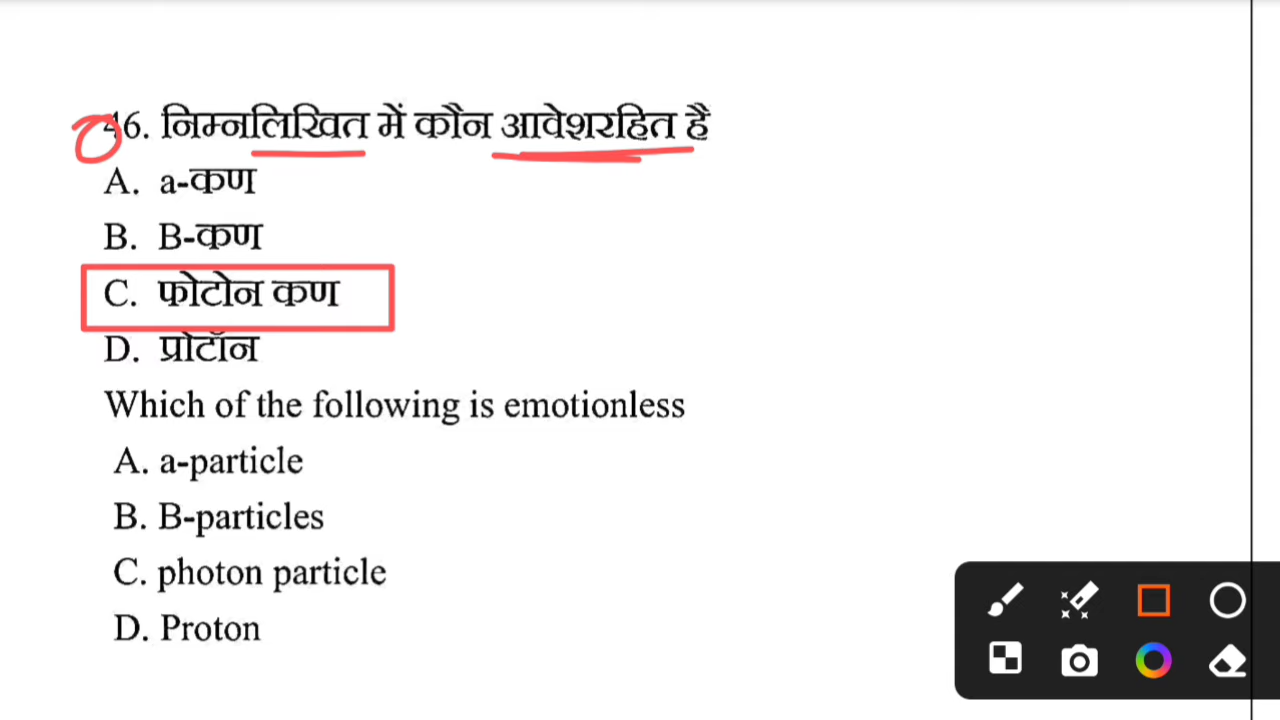 46. निम्नलिखित में कौन आवेशरहित है
A. a-कण
B. B-कण
C. फोटोन कण
D. प्रोटॉन
Which of the following is emotionless
A. a-particle
B. B-particles
C. photon particle
D. Proton